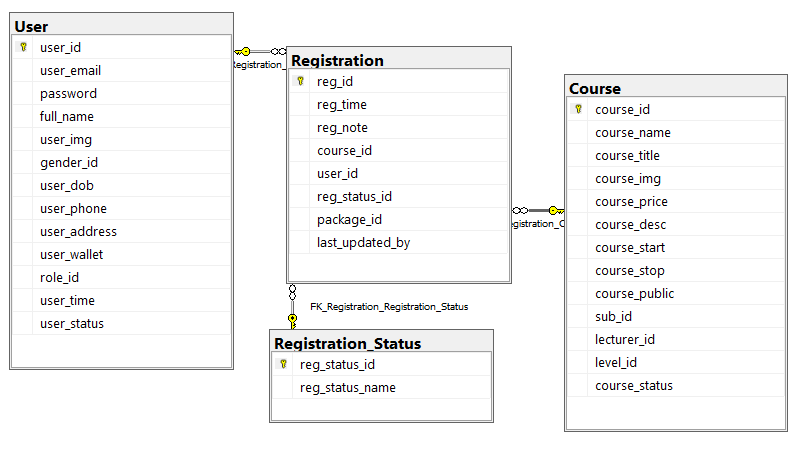 User
user_id
user_email
password
full_name
user_img
gender_id
user_dob
user_phone
user_address
user_wallet
role_id
user_time
user_status
Registration_
Registration
reg_id
reg_time
reg_note
course_id
user_id
reg_status_id
package_id
last_updated_by
FK_Registration_Registration_Status
Registration_Status
reg_status_id
reg_status_name
egistration_C
Course
course_id
course_name
course_title
course_img
course_price
course_desc
course_start
course_stop
course_public
sub_id
lecturer_id
level_id
course_status